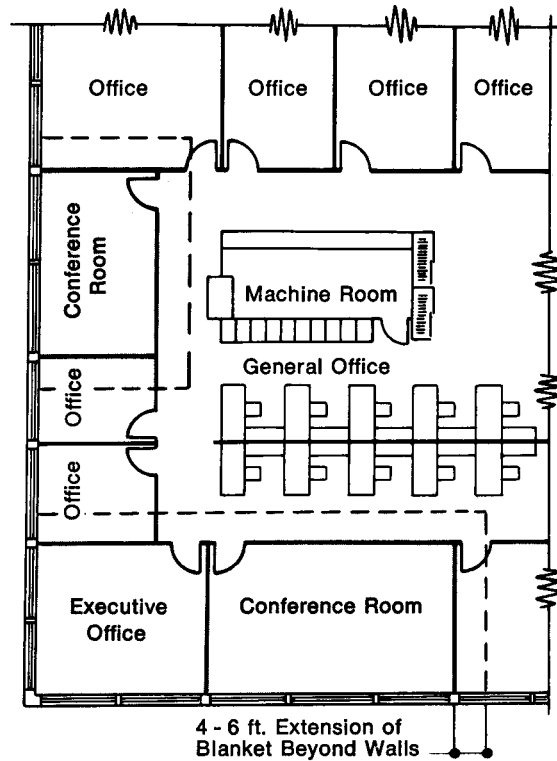 Office
Office
Office
Office
Conference
Room
Machine Room
General Office
Office
Office
Executive
Office
Conference Room
4 - 6 ft. Extension of
Blanket Beyond Walls